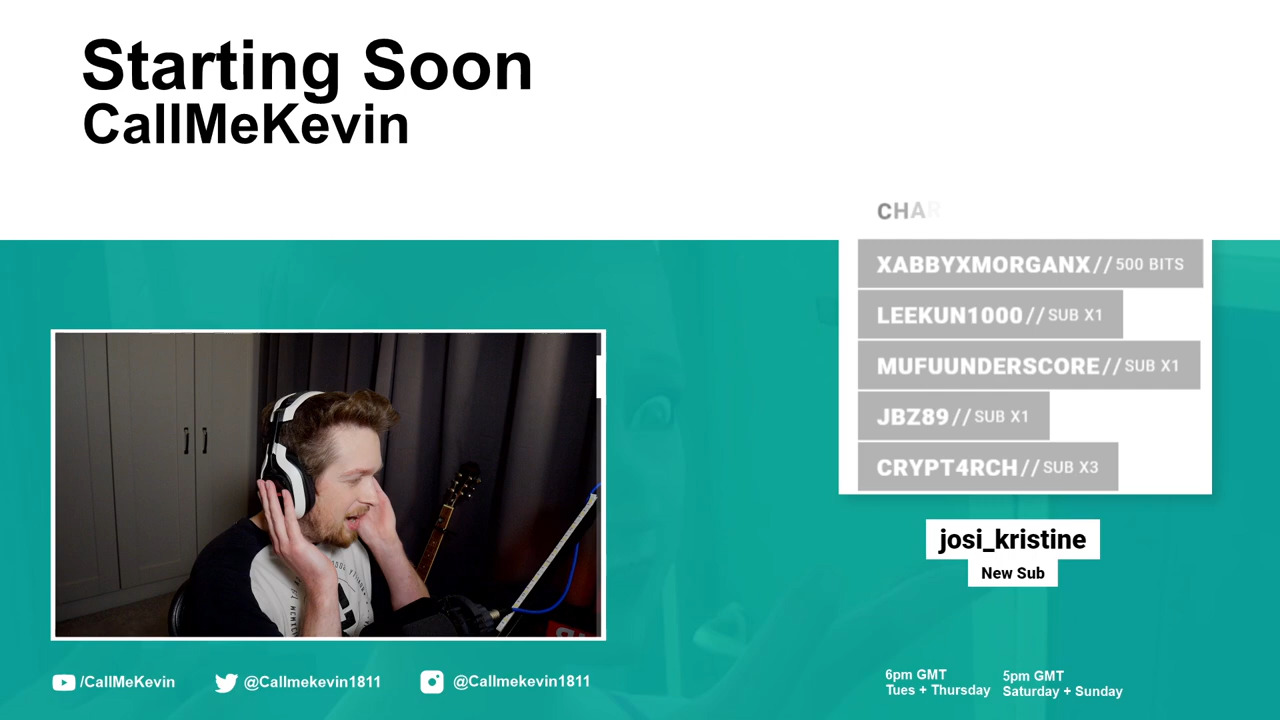 Starting Soon
CallMeKevin
XABBYXMORGANX//500 BITS
LEEKUN1000//SUB X1
MUFUUNDERSCORE//SUB X1
JBZ89//SUB X1
CRYPT4RCH//SUB X3
josi_kristine
New Sub
/CallMeKevin
@Callmekevin1811
@Callmekevin1811
6pm GMT
Tues + Thursday
5pm GMT
Saturday + Sunday